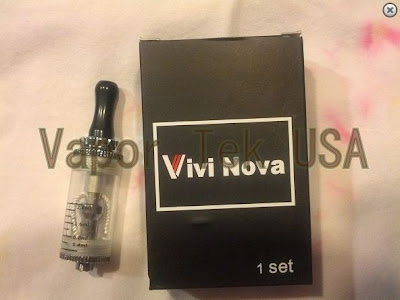 Vapor Tek USA
Vivi Nova
1 set